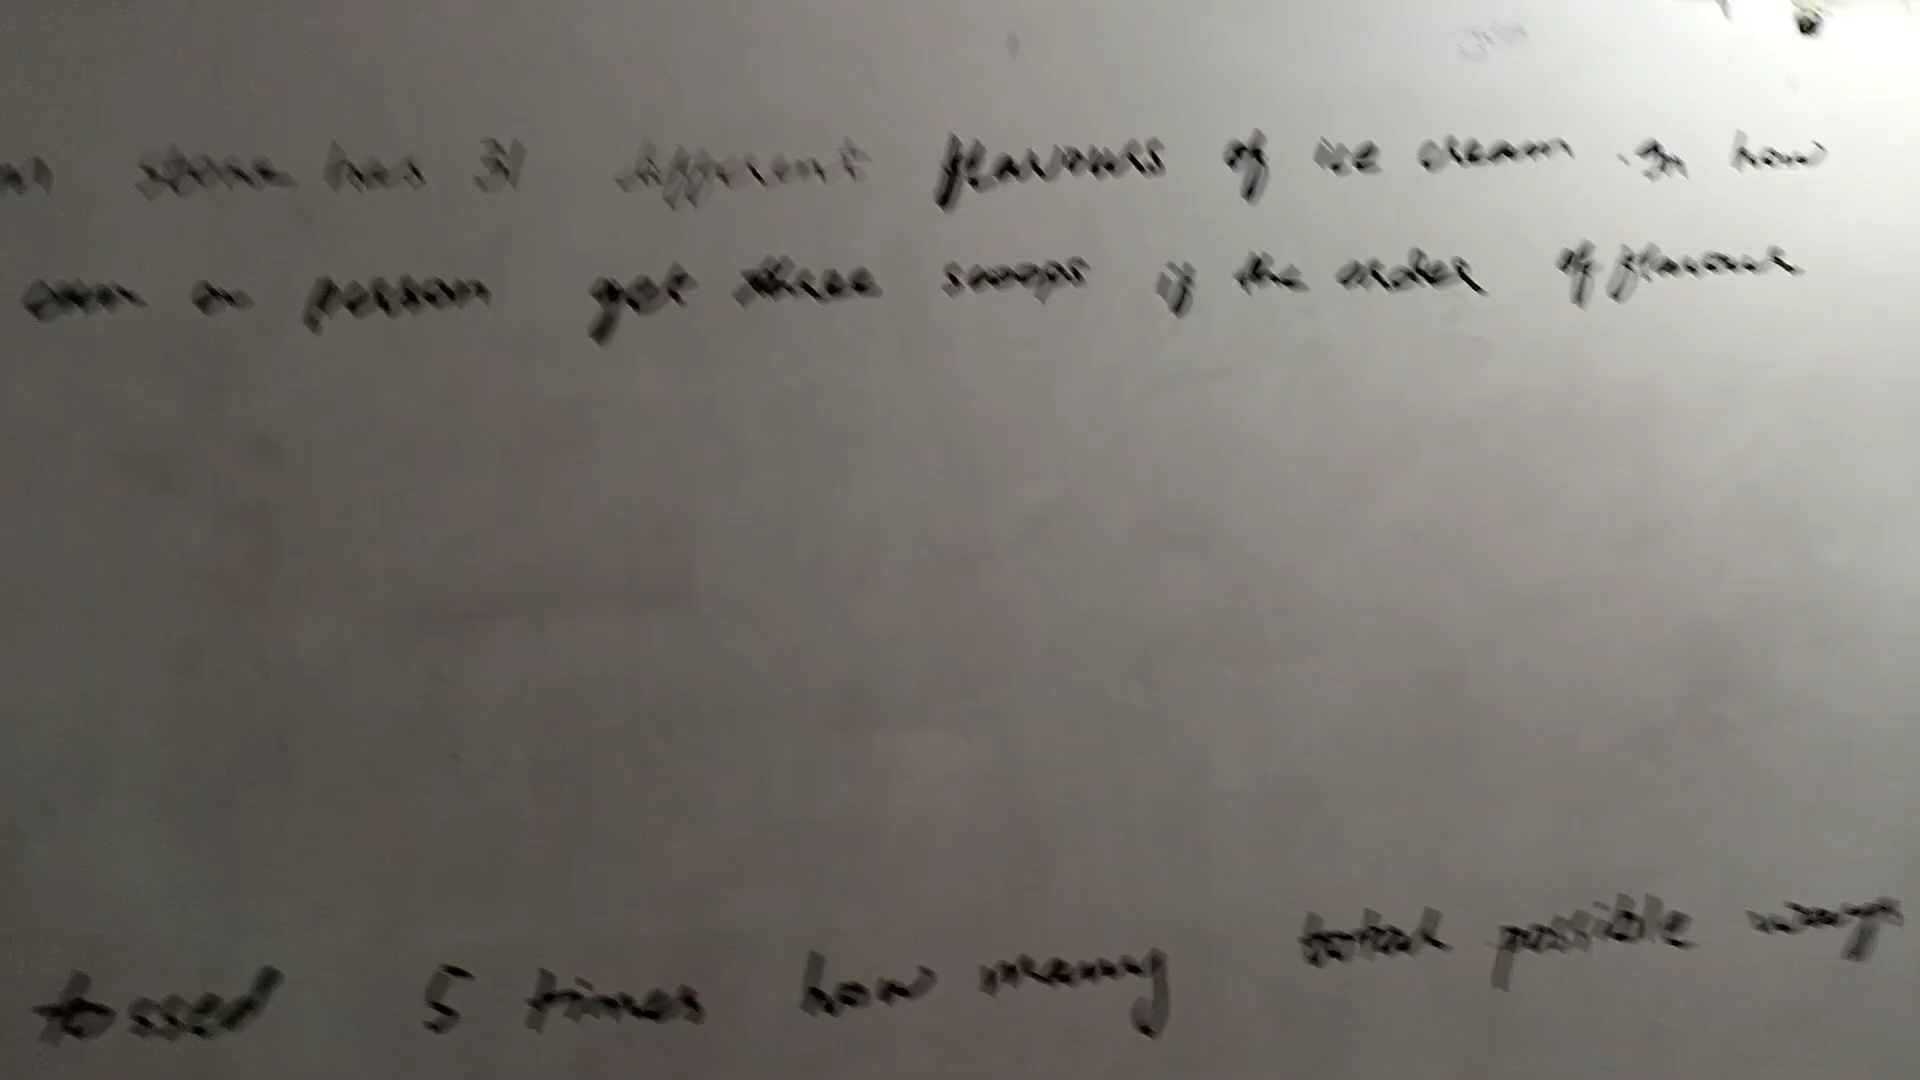 store has 31 different flavours of ice cream . In how
can a person get three scoops if the order of flavour
tossed 5 times how many total possible ways